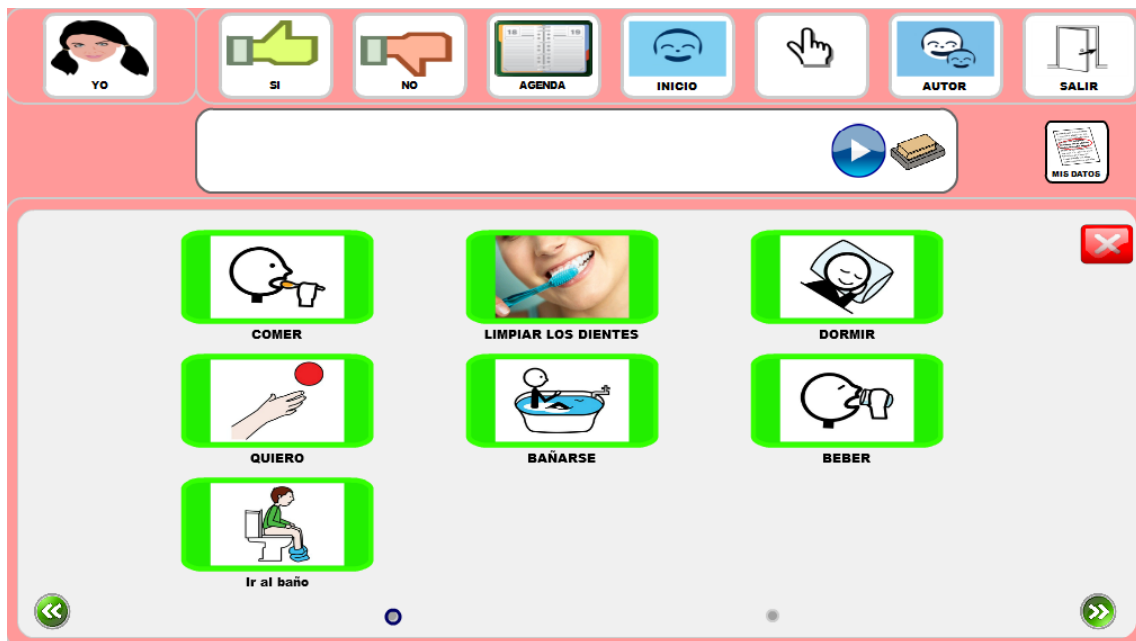 YO
SI
NO
AGENDA
INICIO
AUTOR
SALIR
MIS DATOS
COMER
LIMPIAR LOS DIENTES
DORMIR
QUIERO
BAÑARSE
BEBER
Ir al baño